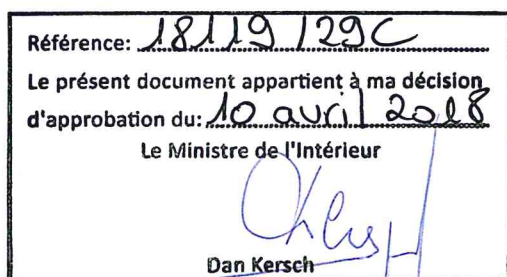 Référence: 18119/29C
Le présent document appartient à ma décision
d'approbation du: 10 avril 2018
Le Ministre de l'Intérieur
Dan Kersch